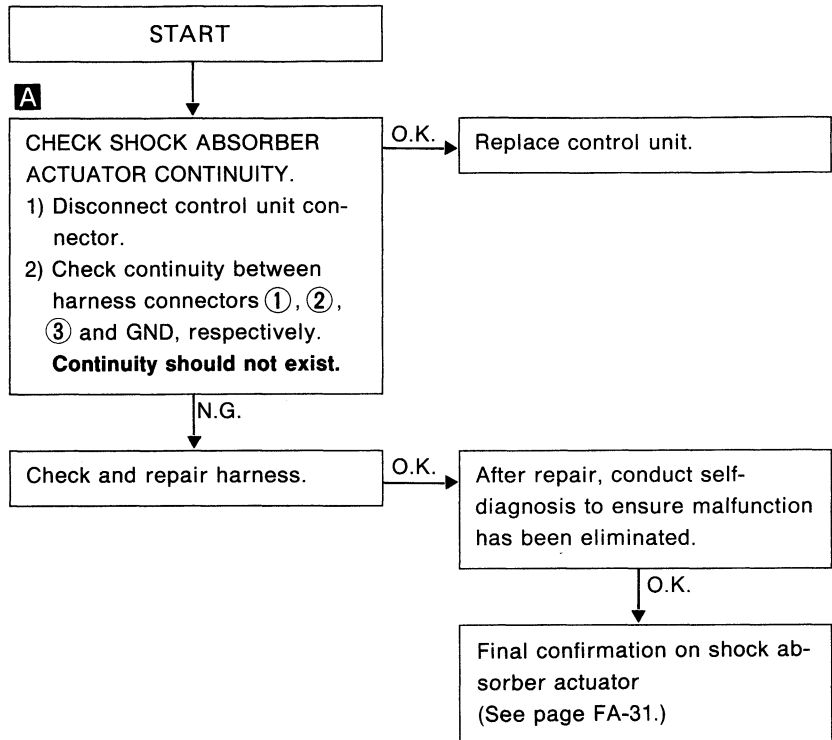 START
A
CHECK SHOCK ABSORBER
ACTUATOR CONTINUITY.
1) Disconnect control unit con-
nector.
2) Check continuity between
harness connectors ①, ②,
③ and GND, respectively.
Continuity should not exist.
O.K.
Replace control unit.
N.G.
Check and repair harness.
O.K.
After repair, conduct self-
diagnosis to ensure malfunction
has been eliminated.
O.K.
Final confirmation on shock ab-
sorber actuator
(See page FA-31.)